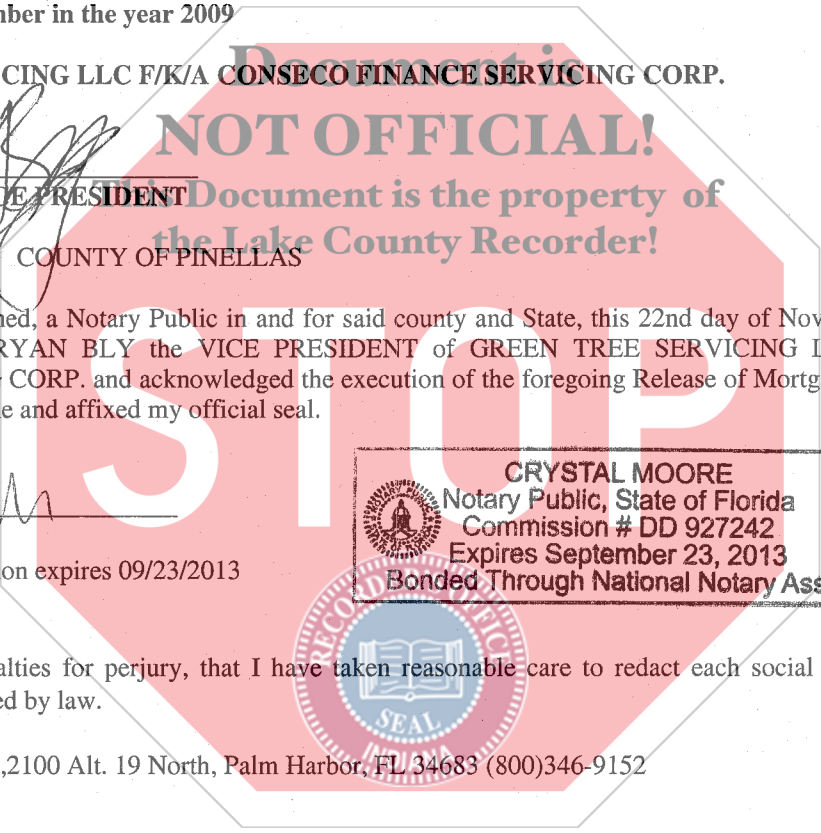 mber in the year 2009
CING LLC F/K/A CONSECO FINANCE SERVICING CORP.
Document is
NOT OFFICIAL!
This Document is the property of
the Lake County Recorder!
STOP
CE PRESIDENT
COUNTY OF PINELLAS
ned, a Notary Public in and for said county and State, this 22nd day of Nov
RYAN BLY the VICE PRESIDENT of GREEN TREE SERVICING L
CORP. and acknowledged the execution of the foregoing Release of Mortg
e and affixed my official seal.
CRYSTAL MOORE
Notary Public, State of Florida
Commission # DD 927242
Expires September 23, 2013
Bonded Through National Notary Ass
on expires 09/23/2013
RECORDER'S OFFICE
SEAL
INDIANA
alties for perjury, that I have taken reasonable care to redact each social
ed by law.
,2100 Alt. 19 North, Palm Harbor, FL 34683 (800)346-9152